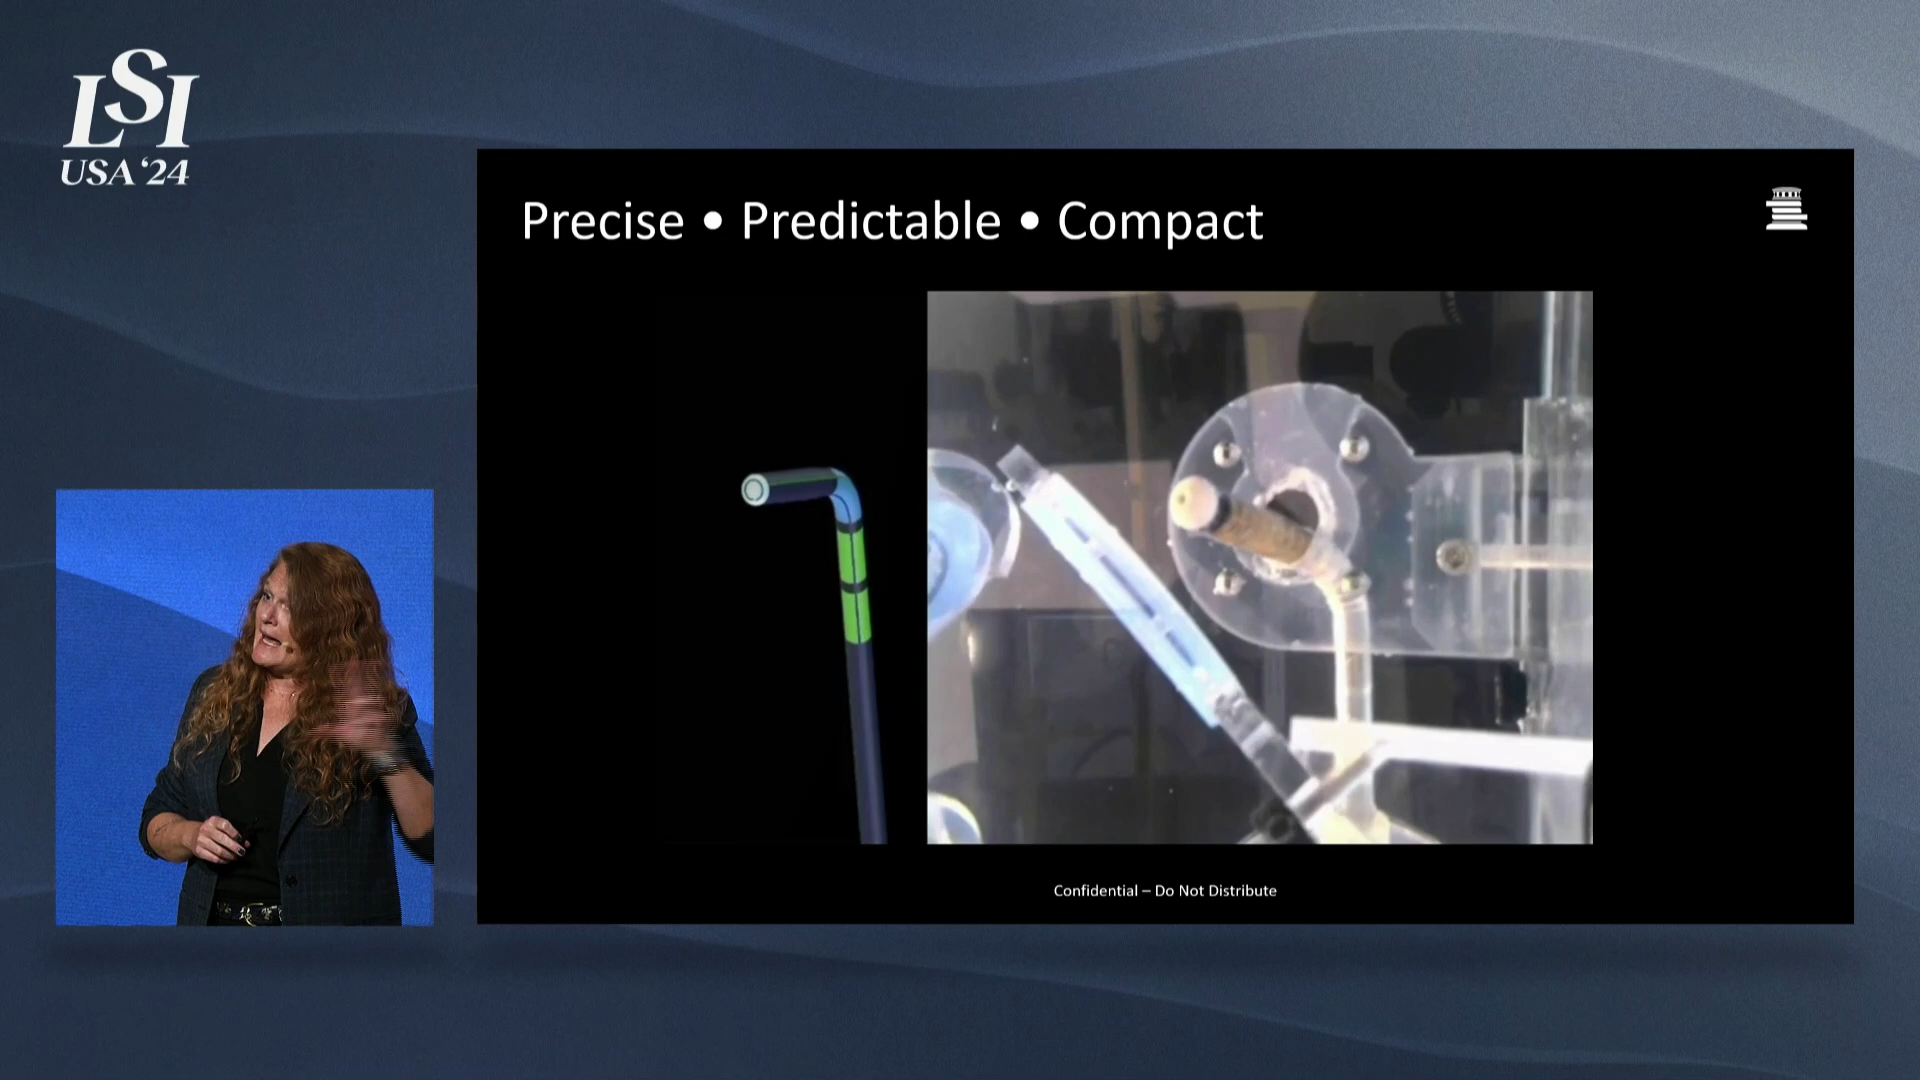 LSI
USA '24
Precise • Predictable • Compact
Confidential – Do Not Distribute